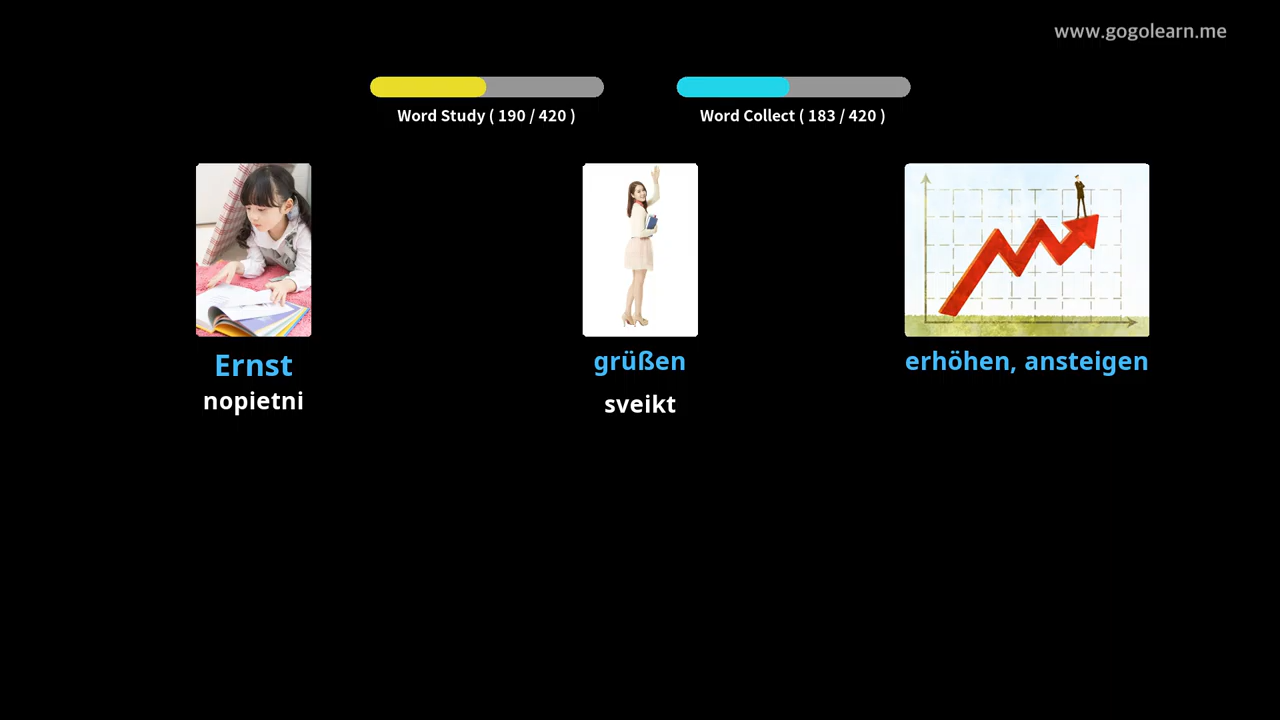 www.gogolearn.me
Word Study ( 190 / 420 )
Word Collect ( 183 / 420 )
Ernst
nopietni
grüßen
sveikt
erhöhen, ansteigen